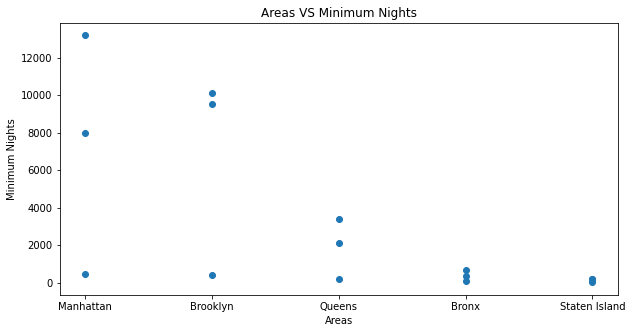 Areas VS Minimum Nights
12000
10000
8000
6000
4000
2000
0
Minimum Nights
Manhattan Brooklyn Queens Bronx Staten Island
Areas